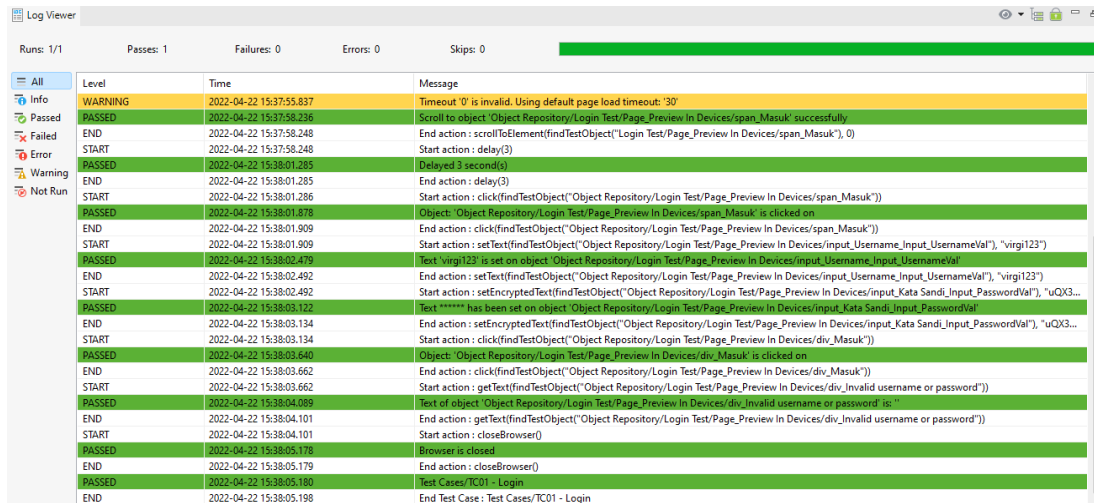 Log Viewer
Runs: 1/1 Passes: 1 Failures: 0 Errors: 0 Skips: 0
All
Info
Passed
Failed
Error
Warning
Not Run
Level Time Message
WARNING 2022-04-22 15:37:55.837 Timeout '0' is invalid. Using default page load timeout: '30'
PASSED 2022-04-22 15:37:58.236 Scroll to object 'Object Repository/Login Test/Page_Preview In Devices/span_Masuk' successfully
END 2022-04-22 15:37:58.248 End action : scrollToElement(findTestObject("Login Test/Page_Preview In Devices/span_Masuk"), 0)
START 2022-04-22 15:37:58.248 Start action : delay(3)
PASSED 2022-04-22 15:38:01.285 Delayed 3 second(s)
END 2022-04-22 15:38:01.285 End action : delay(3)
START 2022-04-22 15:38:01.286 Start action : click(findTestObject("Object Repository/Login Test/Page_Preview In Devices/span_Masuk"))
PASSED 2022-04-22 15:38:01.878 Object: 'Object Repository/Login Test/Page_Preview In Devices/span_Masuk' is clicked on
END 2022-04-22 15:38:01.909 End action : click(findTestObject("Object Repository/Login Test/Page_Preview In Devices/span_Masuk"))
START 2022-04-22 15:38:01.909 Start action : setText(findTestObject("Object Repository/Login Test/Page_Preview In Devices/input_Username_Input_UsernameVal"), "virgi123")
PASSED 2022-04-22 15:38:02.479 Text 'virgi123' is set on object 'Object Repository/Login Test/Page_Preview In Devices/input_Username_Input_UsernameVal'
END 2022-04-22 15:38:02.492 End action : setText(findTestObject("Object Repository/Login Test/Page_Preview In Devices/input_Username_Input_UsernameVal"), "virgi123")
START 2022-04-22 15:38:02.492 Start action : setEncryptedText(findTestObject("Object Repository/Login Test/Page_Preview In Devices/input_Kata Sandi_Input_PasswordVal"), "uQX3...
PASSED 2022-04-22 15:38:03.122 Text ****** has been set on object 'Object Repository/Login Test/Page_Preview In Devices/input_Kata Sandi_Input_PasswordVal'
END 2022-04-22 15:38:03.134 End action : setEncryptedText(findTestObject("Object Repository/Login Test/Page_Preview In Devices/input_Kata Sandi_Input_PasswordVal"), "uQX3...
START 2022-04-22 15:38:03.134 Start action : click(findTestObject("Object Repository/Login Test/Page_Preview In Devices/div_Masuk"))
PASSED 2022-04-22 15:38:03.640 Object: 'Object Repository/Login Test/Page_Preview In Devices/div_Masuk' is clicked on
END 2022-04-22 15:38:03.662 End action : click(findTestObject("Object Repository/Login Test/Page_Preview In Devices/div_Masuk"))
START 2022-04-22 15:38:03.662 Start action : getText(findTestObject("Object Repository/Login Test/Page_Preview In Devices/div_Invalid username or password"))
PASSED 2022-04-22 15:38:04.089 Text of object 'Object Repository/Login Test/Page_Preview In Devices/div_Invalid username or password' is: ''
END 2022-04-22 15:38:04.101 End action : getText(findTestObject("Object Repository/Login Test/Page_Preview In Devices/div_Invalid username or password"))
START 2022-04-22 15:38:04.101 Start action : closeBrowser()
PASSED 2022-04-22 15:38:05.178 Browser is closed
END 2022-04-22 15:38:05.179 End action : closeBrowser()
PASSED 2022-04-22 15:38:05.180 Test Cases/TC01 - Login
END 2022-04-22 15:38:05.198 End Test Case : Test Cases/TC01 - Login